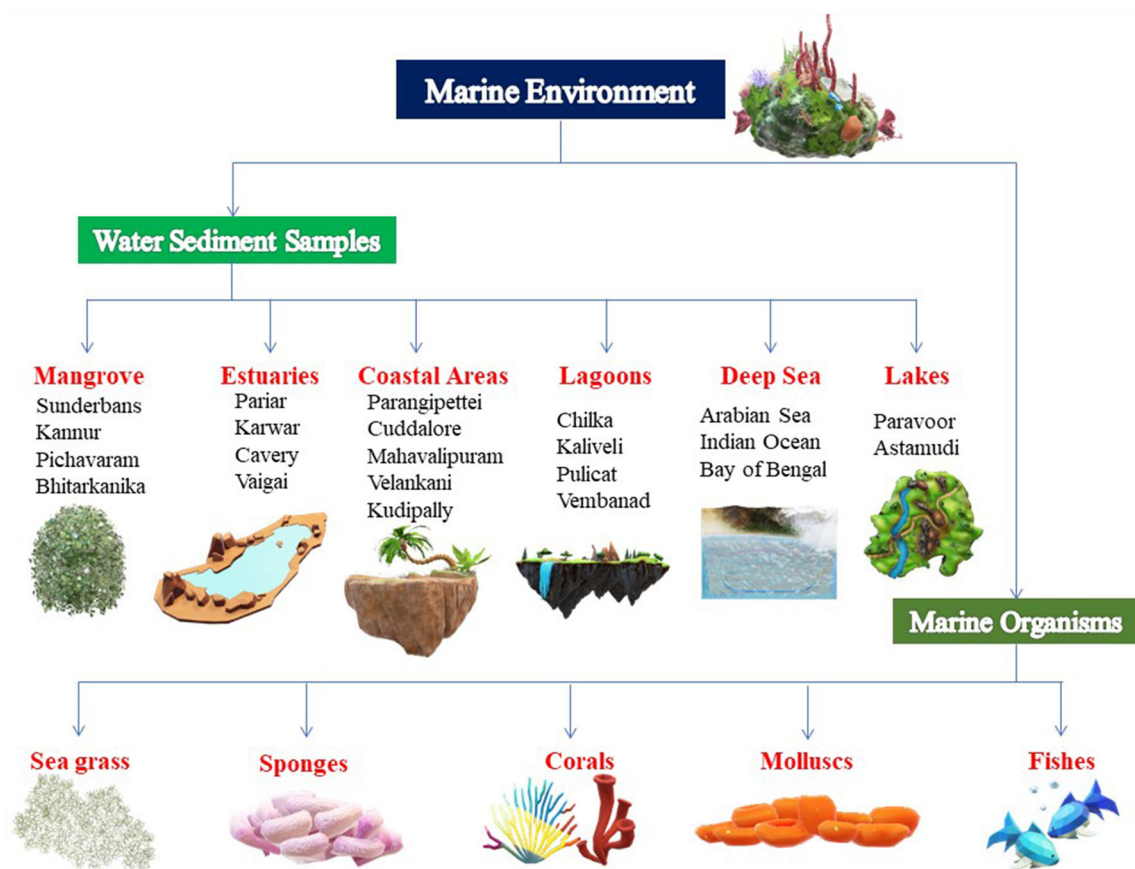 Marine Environment
Water Sediment Samples
Mangrove
Sunderbans
Kannur
Pichavaram
Bhitarkanika
Estuaries
Pariar
Karwar
Cavery
Vaigai
Coastal Areas
Parangipettei
Cuddalore
Mahavalipuram
Velankani
Kudipally
Lagoons
Chilka
Kaliveli
Pulicat
Vembanad
Deep Sea
Arabian Sea
Indian Ocean
Bay of Bengal
Lakes
Paravoor
Astamudi
Marine Organisms
Sea grass
Sponges
Corals
Molluscs
Fishes